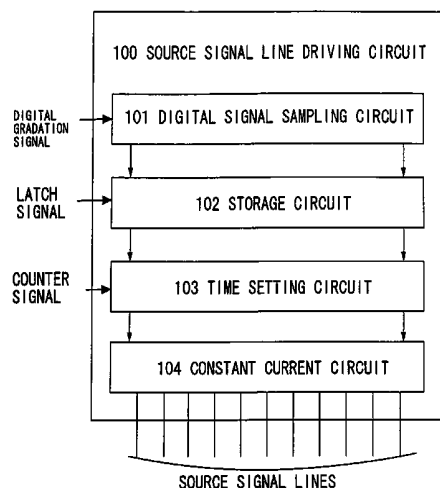 100 SOURCE SIGNAL LINE DRIVING CIRCUIT
DIGITAL
GRADATION
SIGNAL
101 DIGITAL SIGNAL SAMPLING CIRCUIT
LATCH
SIGNAL
102 STORAGE CIRCUIT
COUNTER
SIGNAL
103 TIME SETTING CIRCUIT
104 CONSTANT CURRENT CIRCUIT
SOURCE SIGNAL LINES